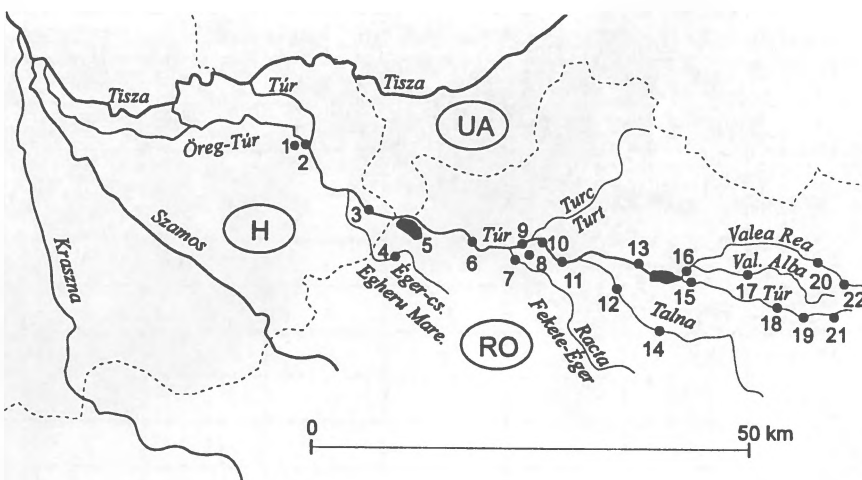 Tisza
Túr
Tisza
UA
Öreg-Túr
1
2
H
Szamos
Kraszna
3
4
5
Eger-cs.
Egheru Mare.
6
Túr
7
8
9
10
11
Turc
Turt
Fekete-Éger
Racta
RO
12
13
14
Talna
15
16
Valea Rea
Val. Alba
17
Túr
18
19
20
21
22
0
50 km